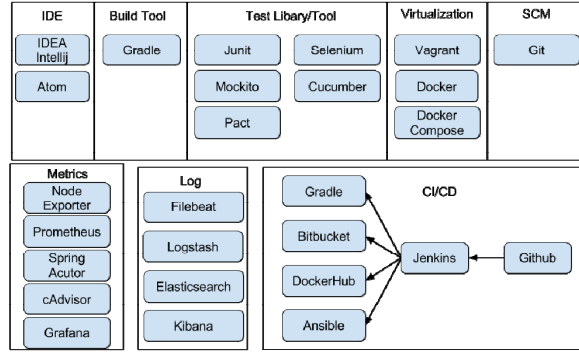 IDE
Build Tool
Test Libary/Tool
Virtualization
SCM
IDEA
Intellij
Atom
Gradle
Junit
Selenium
Mockito
Cucumber
Pact
Vagrant
Docker
Docker
Compose
Git
Metrics
Node
Exporter
Prometheus
Spring
Acutor
cAdvisor
Grafana
Log
Filebeat
Logstash
Elasticsearch
Kibana
CI/CD
Gradle
Bitbucket
DockerHub
Ansible
Jenkins
Github